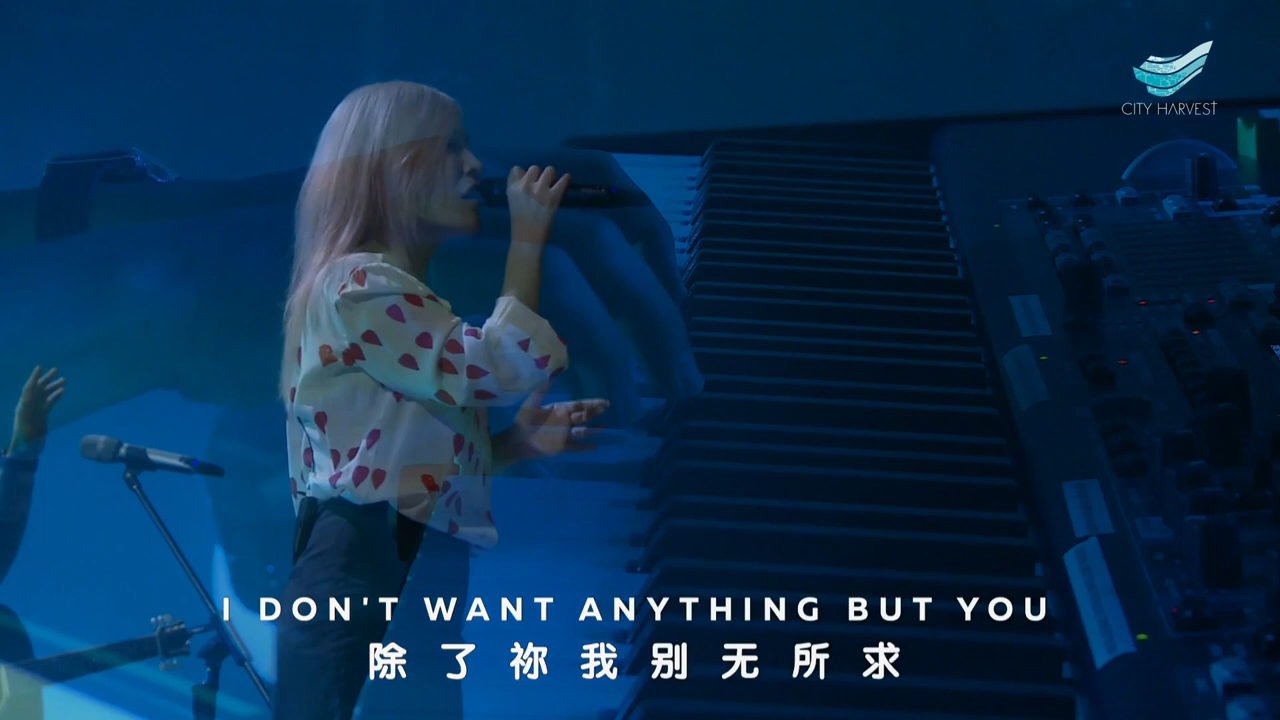 CITY HARVEST
I DON'T WANT ANYTHING BUT YOU
除了祢我别无所求